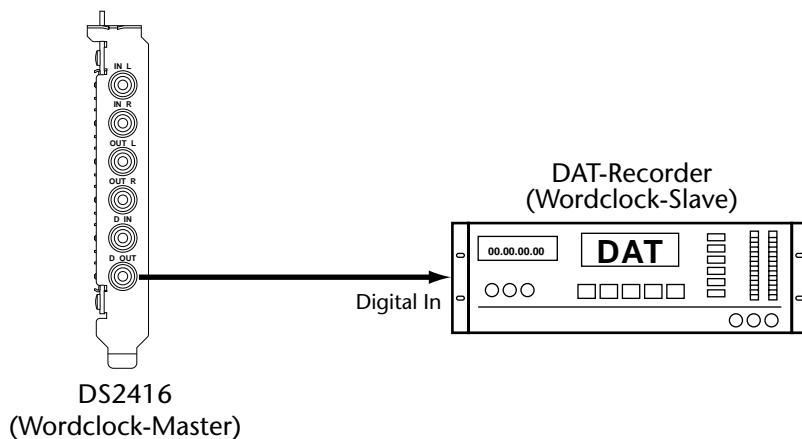 IN L
IN R
OUT L
OUT R
D IN
D OUT
DS2416
(Wordclock-Master)
Digital In
DAT-Recorder
(Wordclock-Slave)
00.00.00.00
DAT